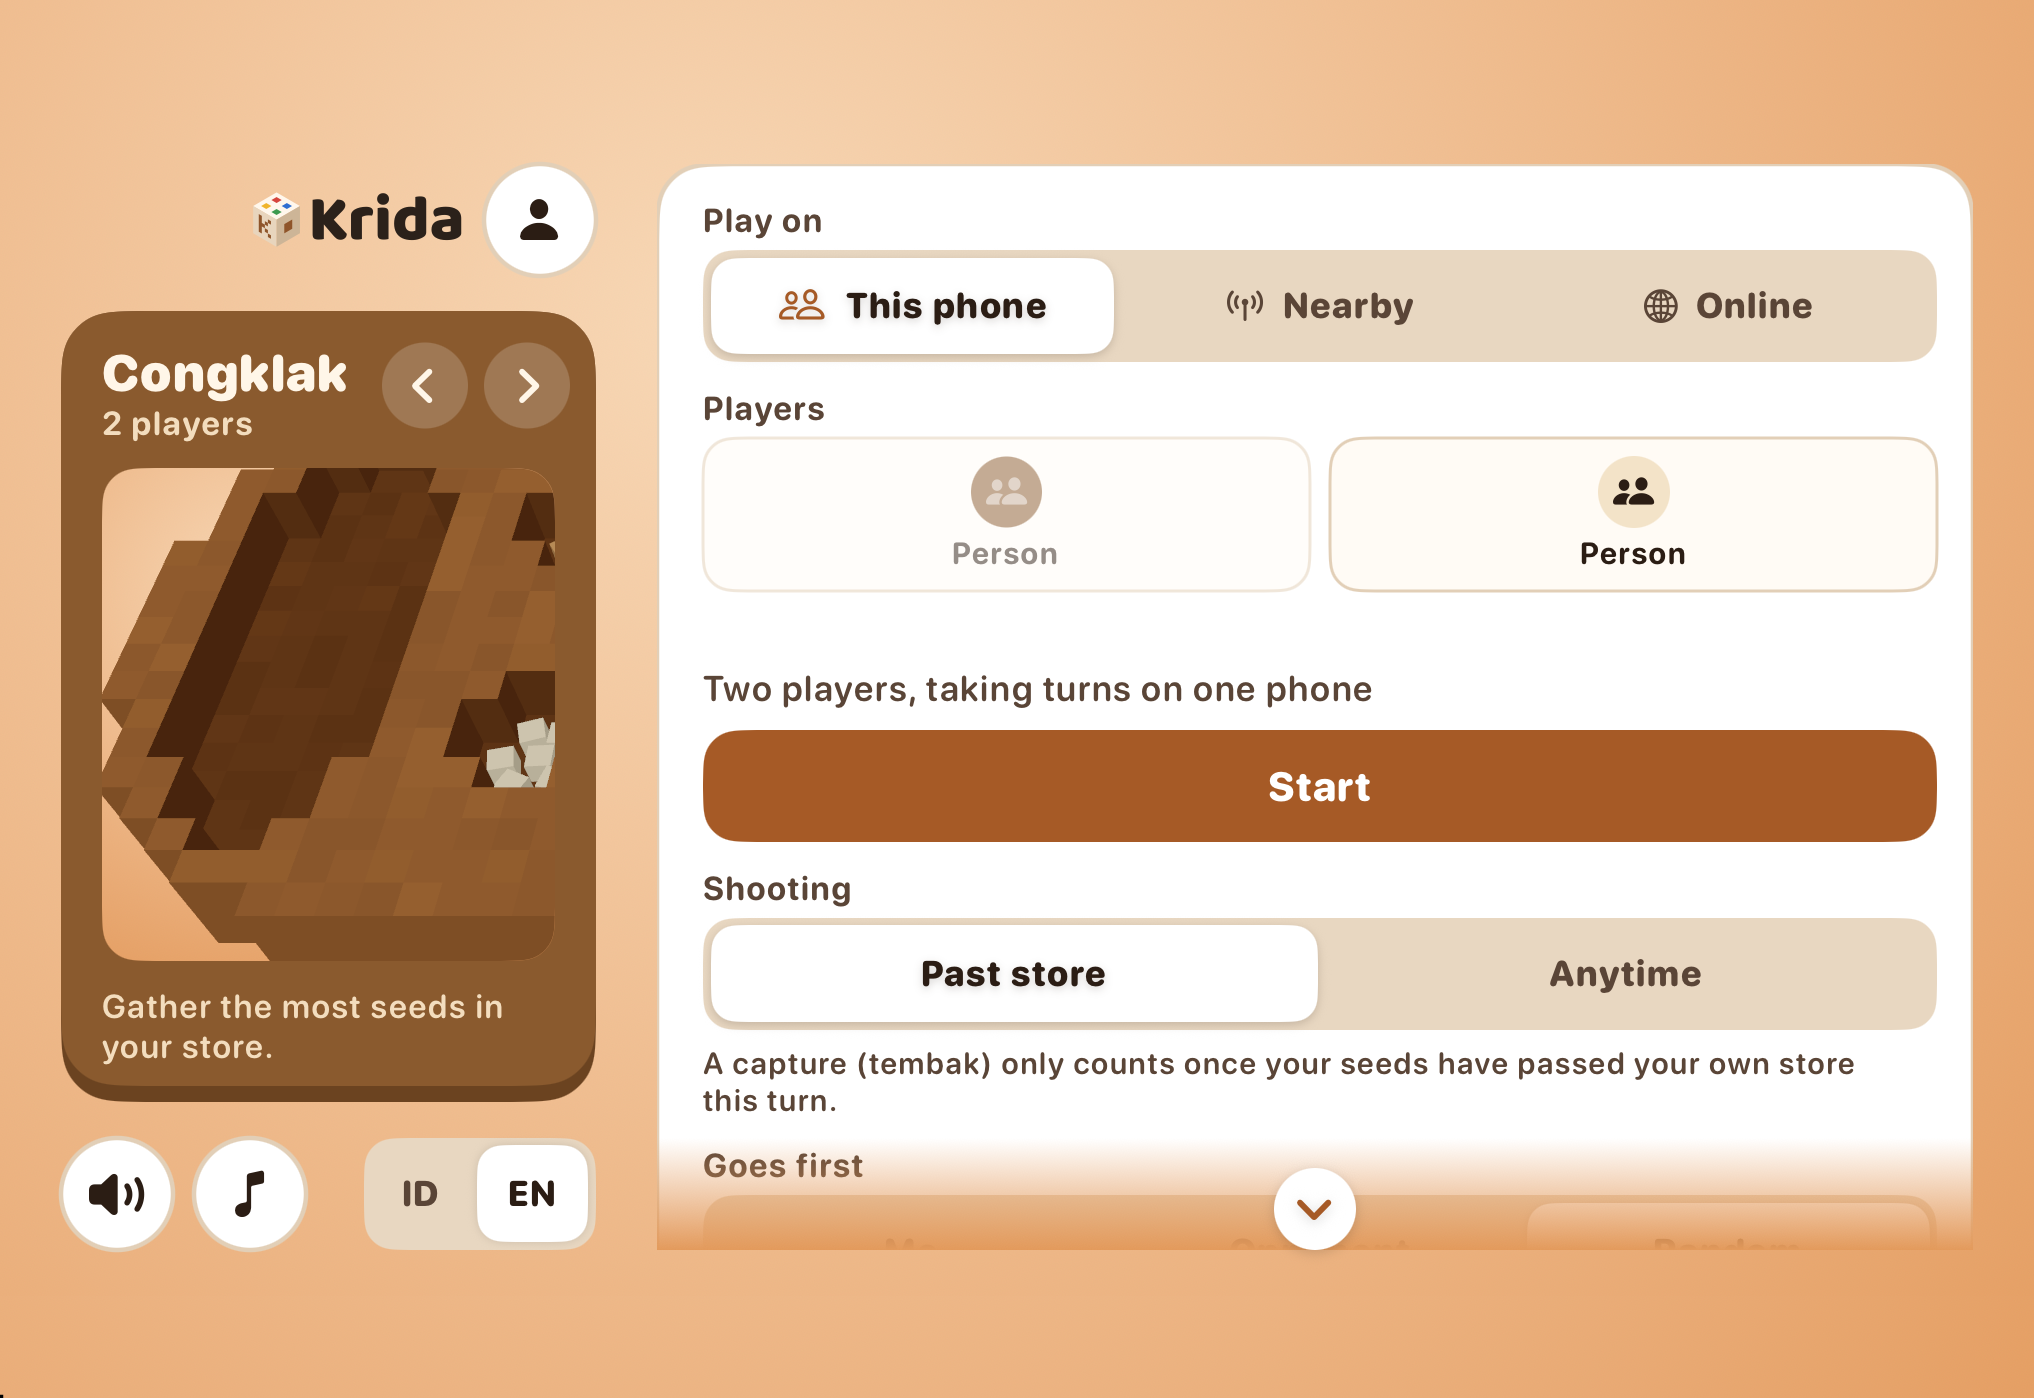 Krida
Congklak
2 players
Gather the most seeds in
your store.
ID
EN
Play on
This phone
Nearby
Online
Players
Person
Person
Two players, taking turns on one phone
Start
Shooting
Past store
Anytime
A capture (tembak) only counts once your seeds have passed your own store
this turn.
Goes first
Random